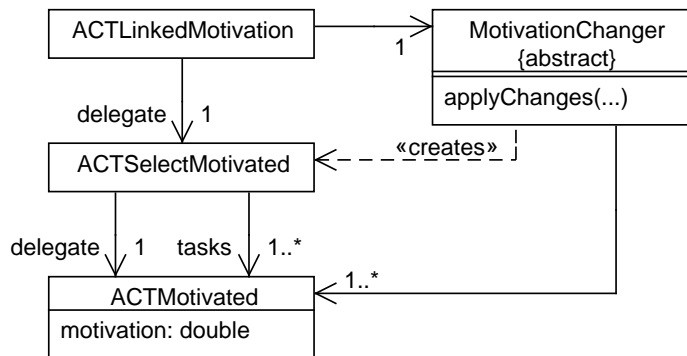 ACTLinkedMotivation
1
MotivationChanger
{abstract}
applyChanges(...)
delegate 1
«creates»
ACTSelectMotivated
delegate 1 tasks 1..*
1..*
ACTMotivated
motivation: double